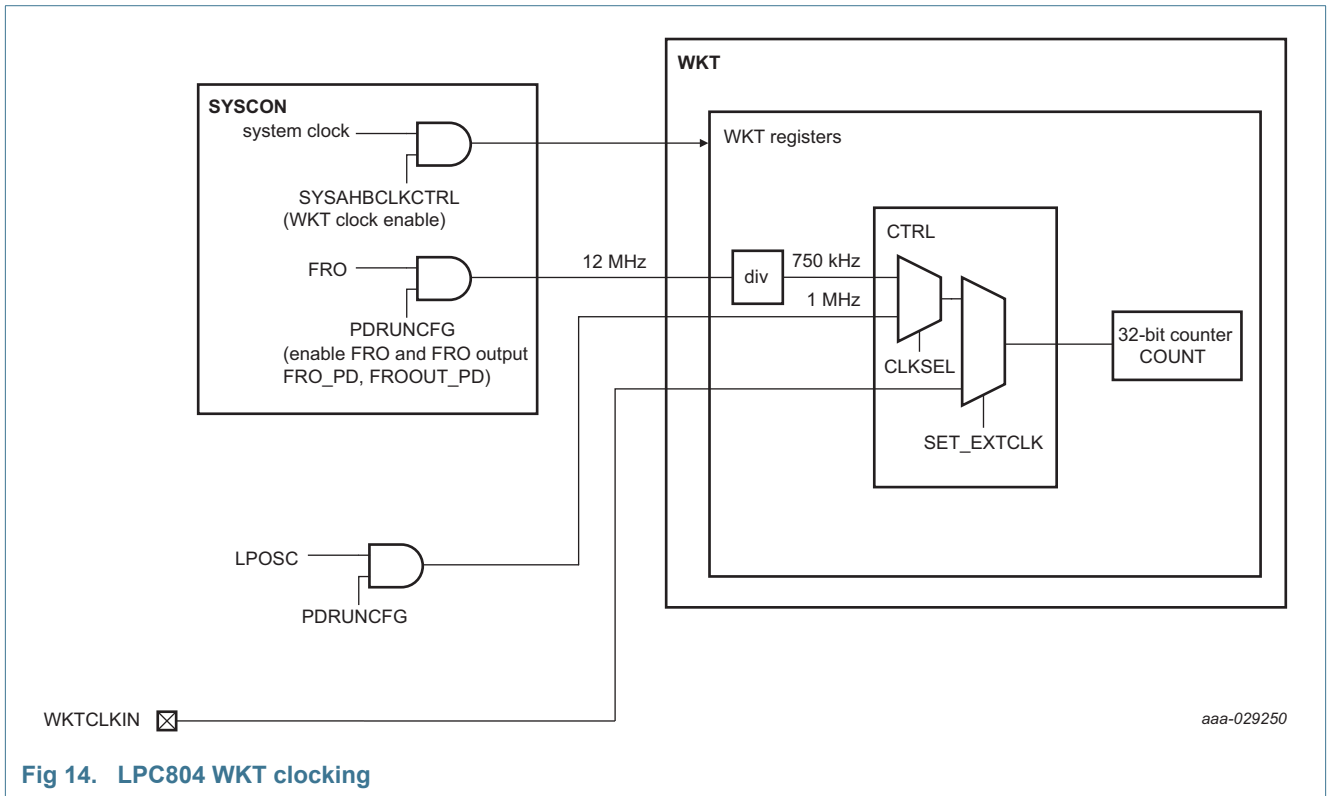 WKT
SYSCON
system clock
SYSAHBCLKCTRL
(WKT clock enable)
WKT registers
CTRL
FRO
12 MHz
div
750 kHz
1 MHz
PDRUNCFG
(enable FRO and FRO output
FRO_PD, FROOUT_PD)
CLKSEL
32-bit counter
COUNT
SET_EXTCLK
LPOSC
PDRUNCFG
WKTCLKIN
aaa-029250
Fig 14. LPC804 WKT clocking